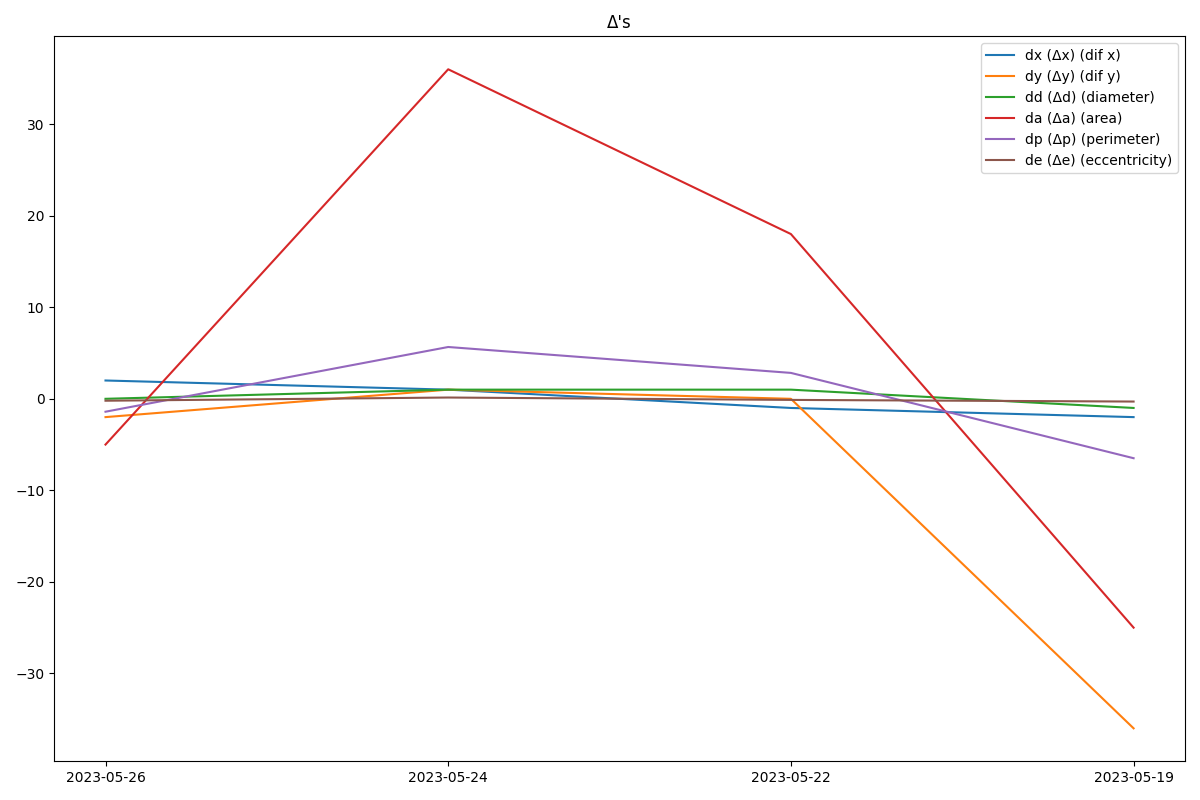 Δ's
dx (Δx) (dif x)
dy (Δy) (dif y)
dd (Δd) (diameter)
da (Δa) (area)
dp (Δp) (perimeter)
de (Δe) (eccentricity)
30
20
10
0
−10
−20
−30
2023-05-26 2023-05-24 2023-05-22 2023-05-19